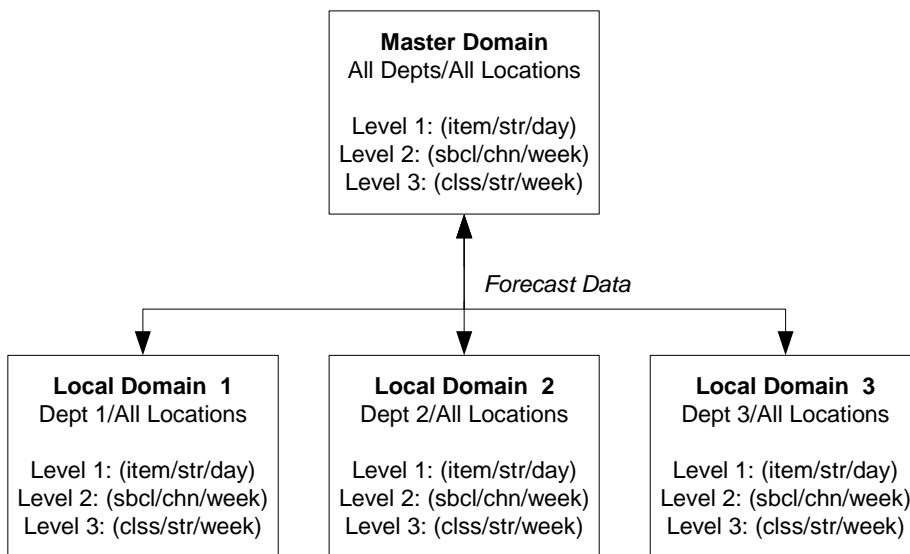 Master Domain
All Depts/All Locations
Level 1: (item/str/day)
Level 2: (sbcl/chn/week)
Level 3: (clss/str/week)
Forecast Data
Local Domain 1
Dept 1/All Locations
Level 1: (item/str/day)
Level 2: (sbcl/chn/week)
Level 3: (clss/str/week)
Local Domain 2
Dept 2/All Locations
Level 1: (item/str/day)
Level 2: (sbcl/chn/week)
Level 3: (clss/str/week)
Local Domain 3
Dept 3/All Locations
Level 1: (item/str/day)
Level 2: (sbcl/chn/week)
Level 3: (clss/str/week)